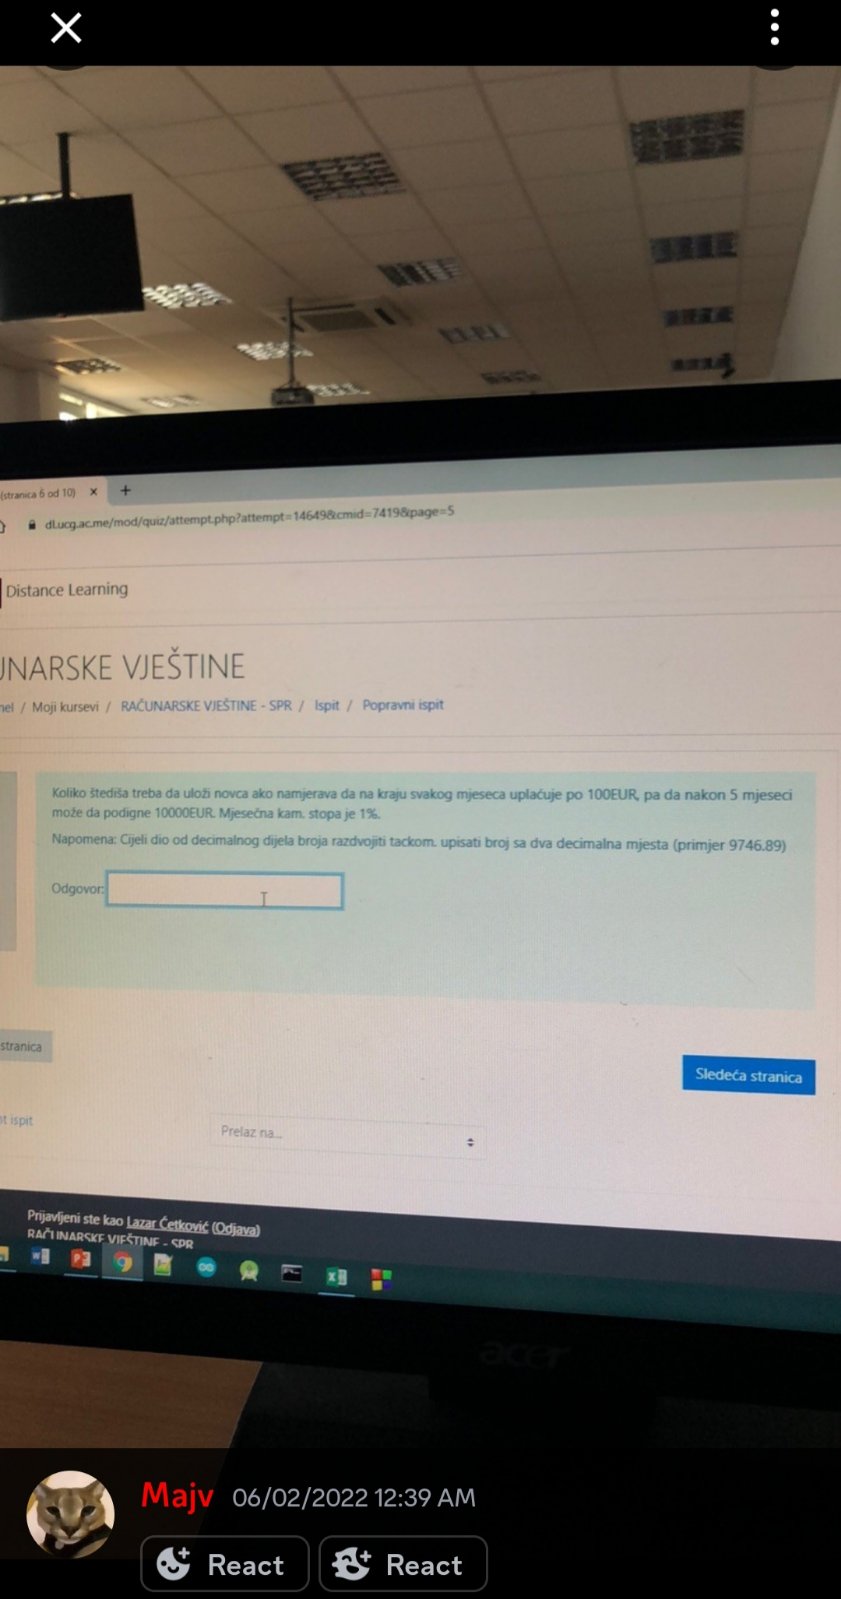 (stranica 6 od 10)
dl.ucg.ac.me/mod/quiz/attempt.php?attempt=14649&cmid=7419&page=5
Distance Learning
UNARSKE VJEŠTINE
nel / Moji kursevi / RAČUNARSKE VJEŠTINE - SPR / Ispit / Popravni ispit
Koliko štediša treba da uloži novca ako namjerava da na kraju svakog mjeseca uplaćuje po 100EUR, pa da nakon 5 mjeseci
može da podigne 10000EUR. Mjesečna kam. stopa je 1%.
Napomena: Cijeli dio od decimalnog dijela broja razdvojiti tackom. upisati broj sa dva decimalna mjesta (primjer 9746.89)
Odgovor:
stranica
Sledeća stranica
t ispit
Prelaz na...
Prijavljeni ste kao Lazar Ćetković (Odjava)
RAČUNARSKE VJEŠTINE - SPR
acer
Majv 06/02/2022 12:39 AM
React React